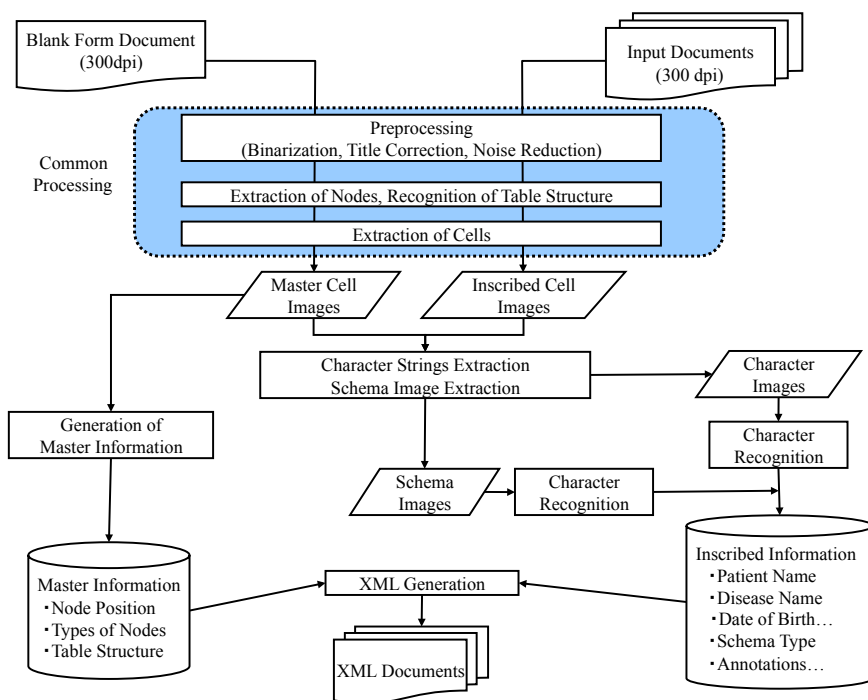 Blank Form Document
(300dpi)
Input Documents
(300 dpi)
Common
Processing
Preprocessing
(Binarization, Title Correction, Noise Reduction)
Extraction of Nodes, Recognition of Table Structure
Extraction of Cells
Master Cell
Images
Inscribed Cell
Images
Character Strings Extraction
Schema Image Extraction
Character
Images
Generation of
Master Information
Character
Recognition
Schema
Images
Character
Recognition
Master Information
・Node Position
・Types of Nodes
・Table Structure
XML Generation
Inscribed Information
・Patient Name
・Disease Name
・Date of Birth…
・Schema Type
・Annotations…
XML Documents